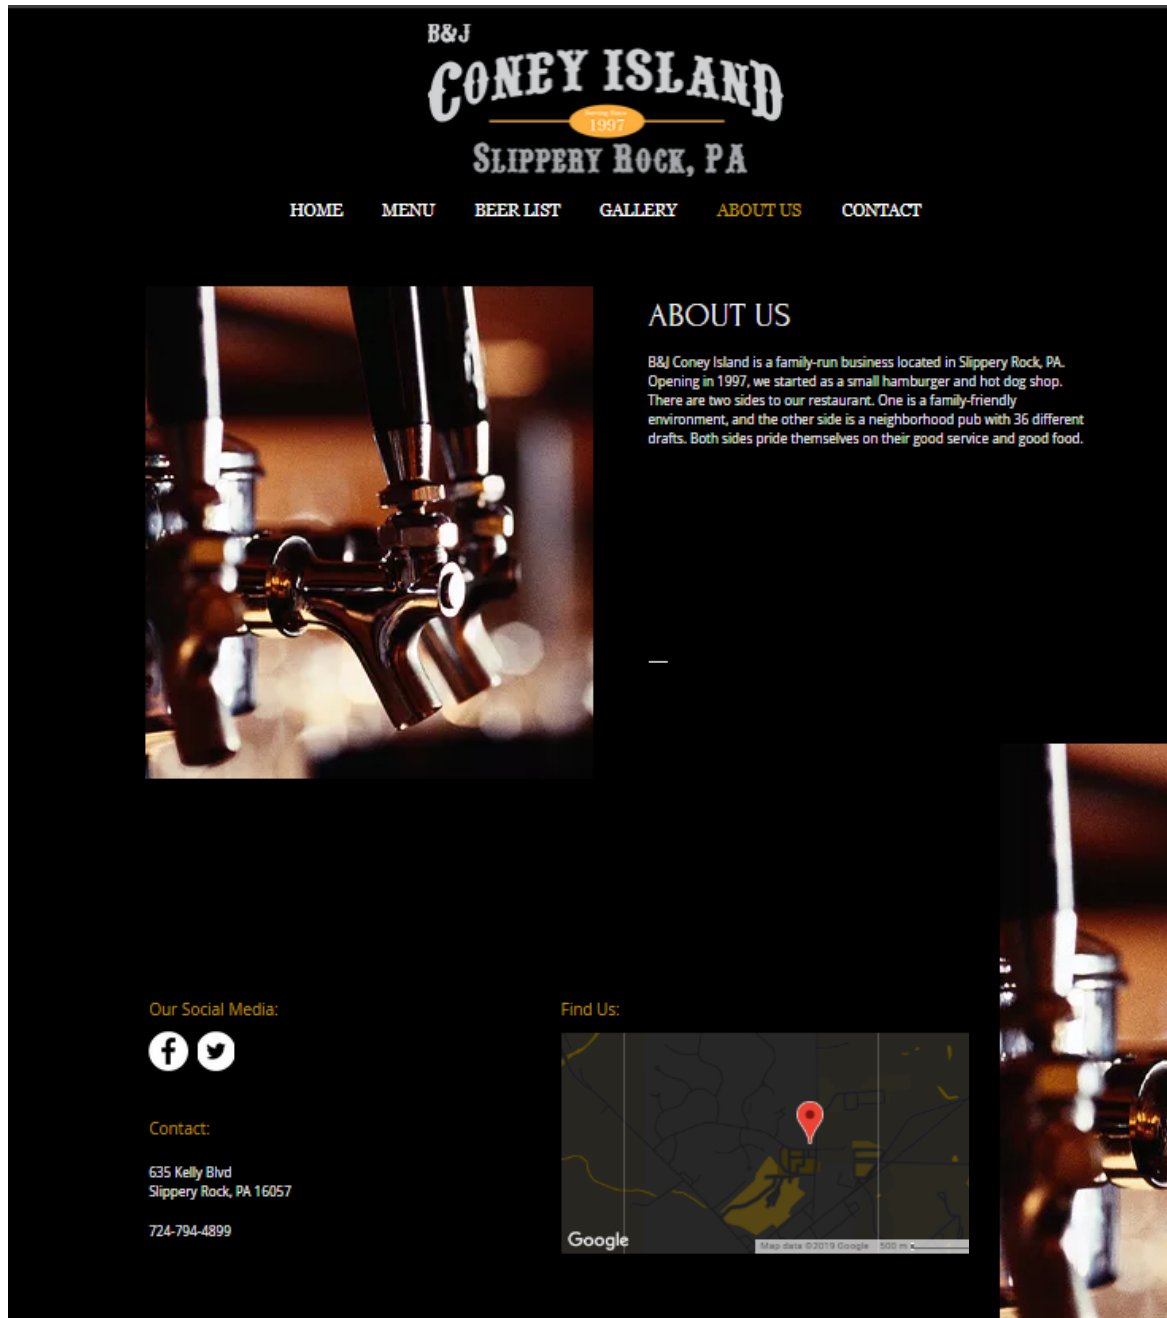 B&J
CONEY ISLAND
Serving Since
1997
SLIPPERY ROCK, PA
HOME MENU BEER LIST GALLERY ABOUT US CONTACT
ABOUT US
B&J Coney Island is a family-run business located in Slippery Rock, PA.
Opening in 1997, we started as a small hamburger and hot dog shop.
There are two sides to our restaurant. One is a family-friendly
environment, and the other side is a neighborhood pub with 36 different
drafts. Both sides pride themselves on their good service and good food.
Our Social Media:
Find Us:
Contact:
635 Kelly Blvd
Slippery Rock, PA 16057
724-794-4899
Google
Map data ©2019 Google 500 m